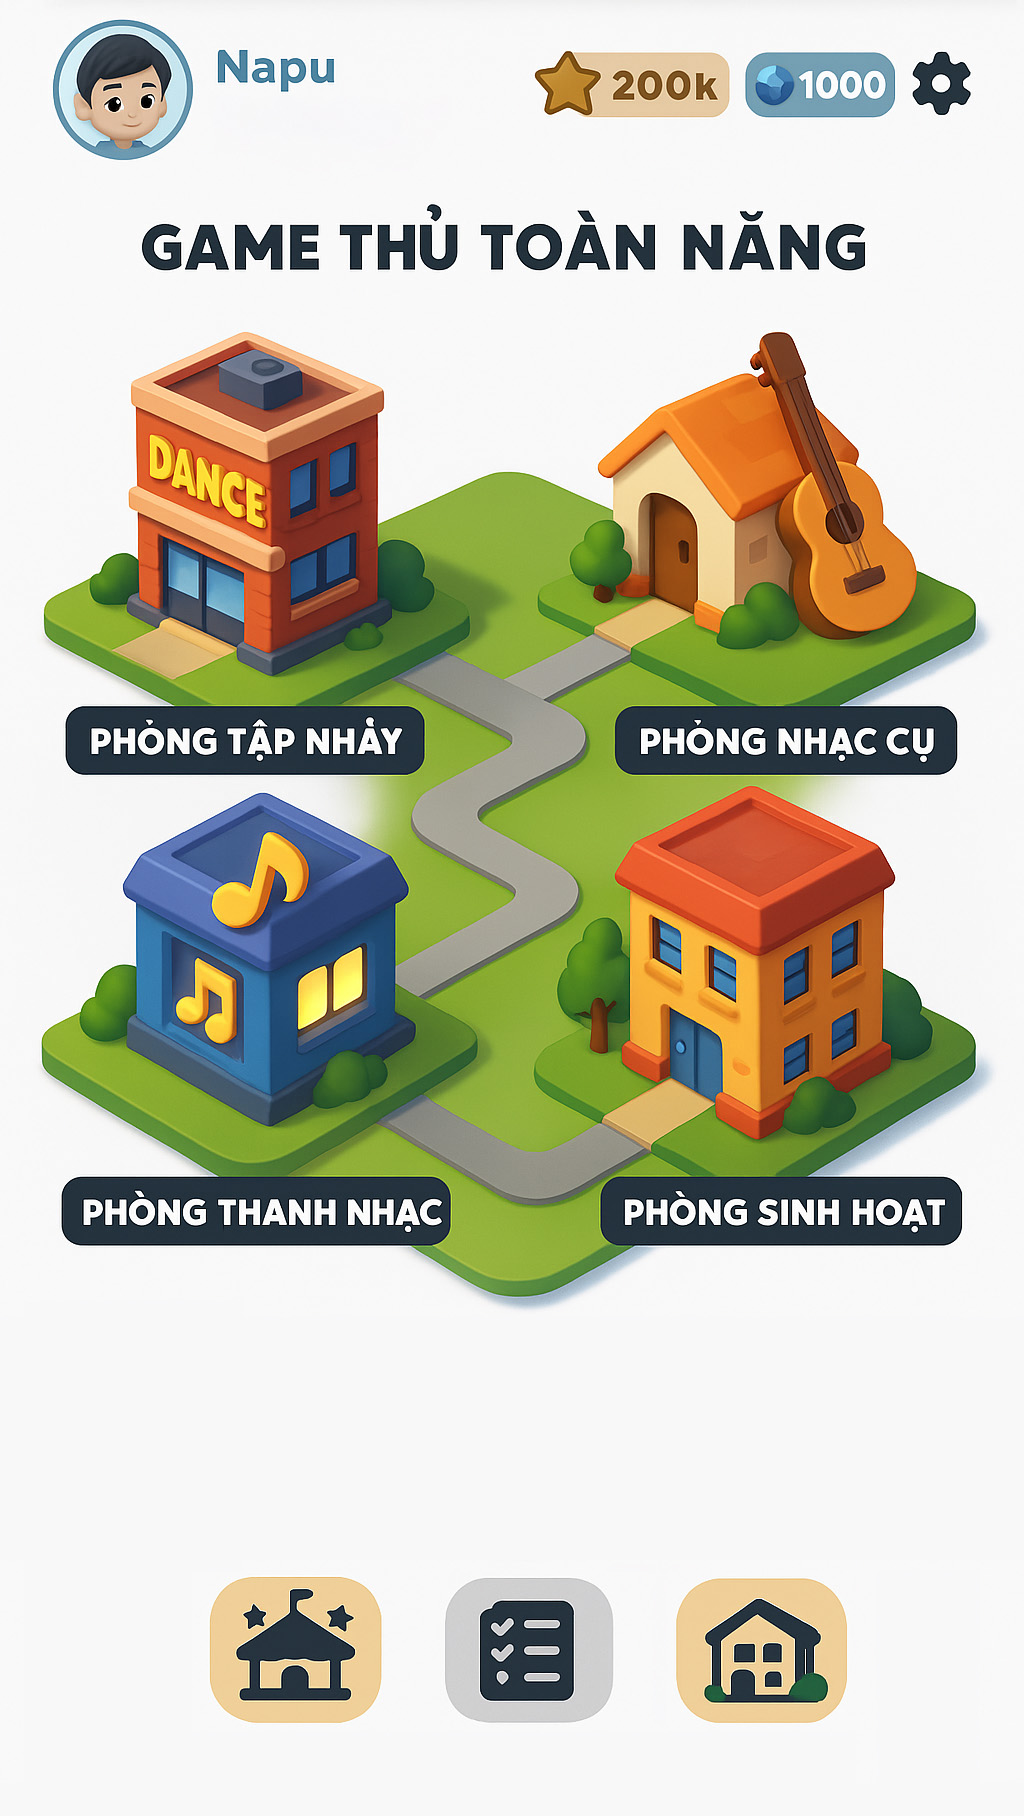 Napu
200k
1000
GAME THỦ TOÀN NĂNG
DANCE
PHỎNG TẬP NHẢY
PHỎNG NHẠC CỤ
PHÒNG THANH NHẠC
PHÒNG SINH HOẠT